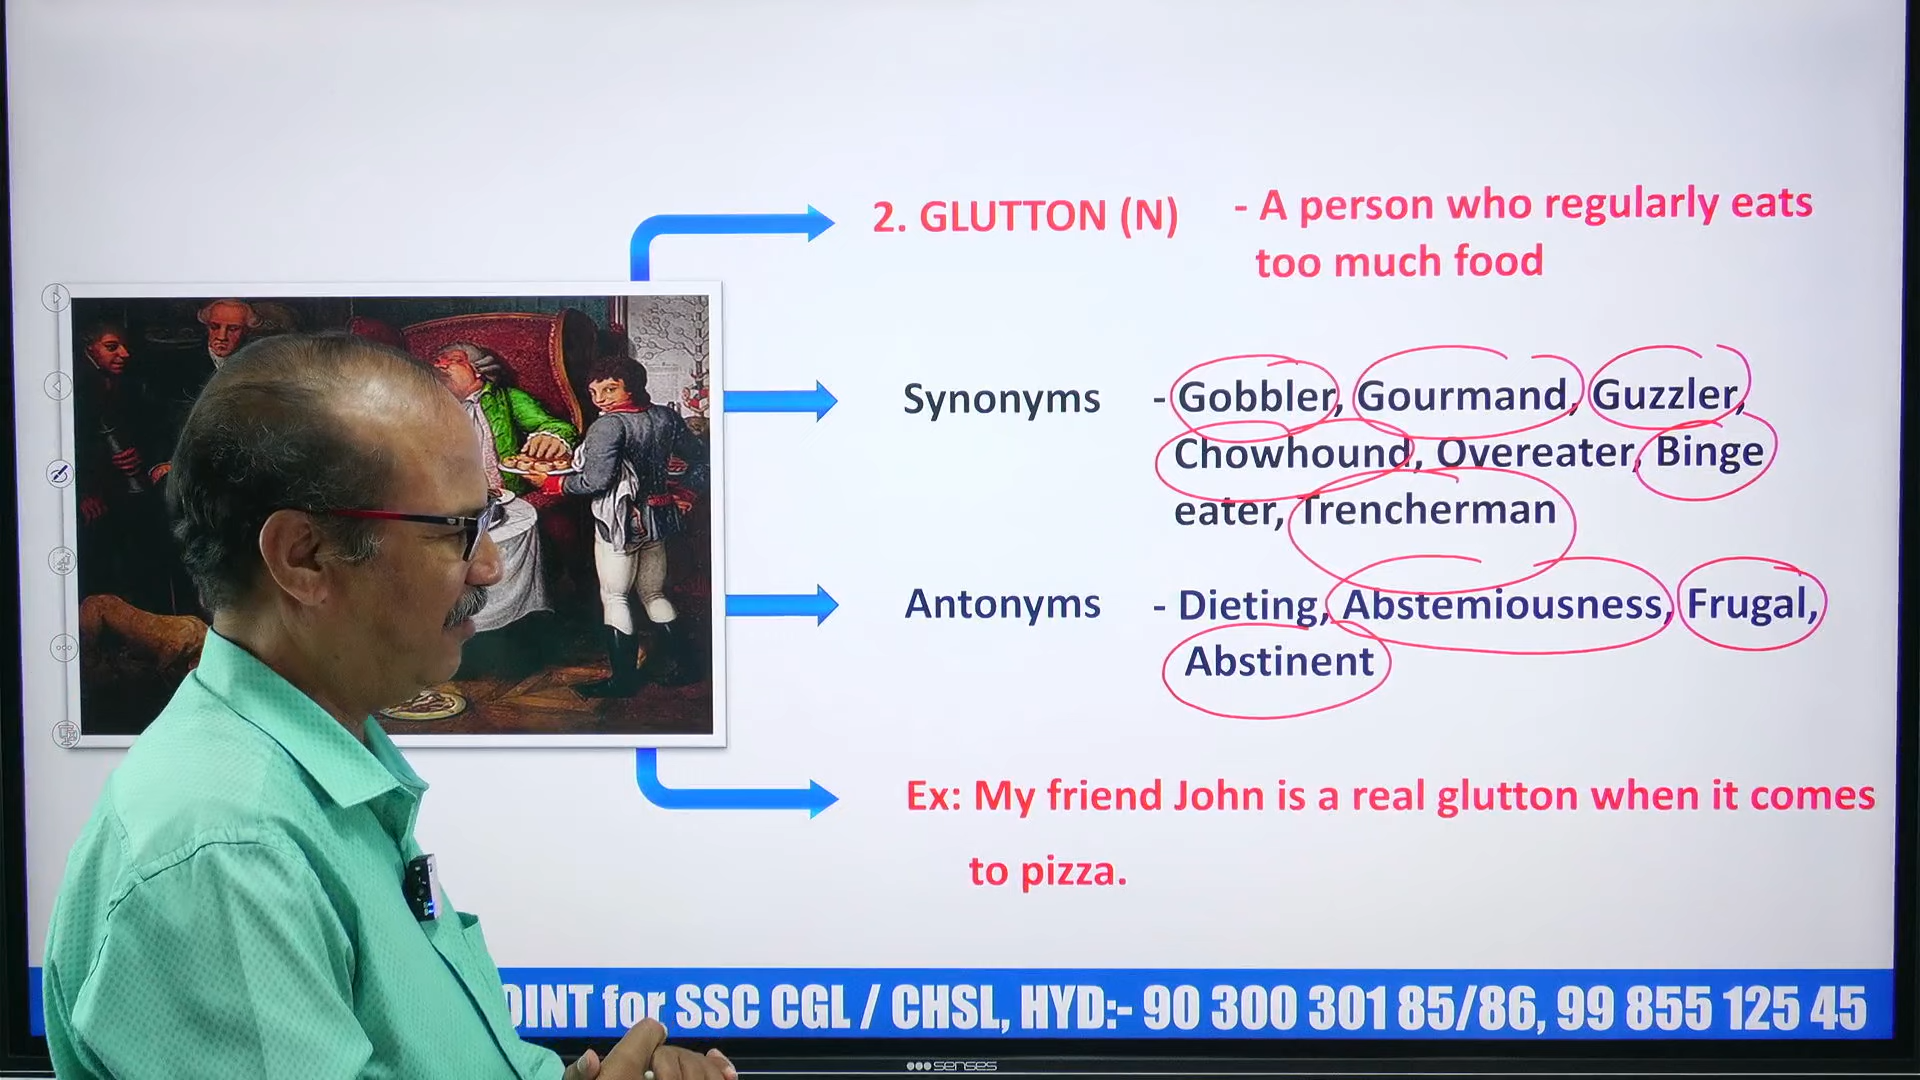 2. GLUTTON (N) - A person who regularly eats
too much food
Synonyms - Gobbler, Gourmand, Guzzler,
Chowhound, Overeater, Binge
eater, Trencherman
Antonyms - Dieting, Abstemiousness, Frugal,
Abstinent
Ex: My friend John is a real glutton when it comes
to pizza.
for SSC CGL / CHSL, HYD:- 90 300 301 85/86, 99 855 125 45
senses